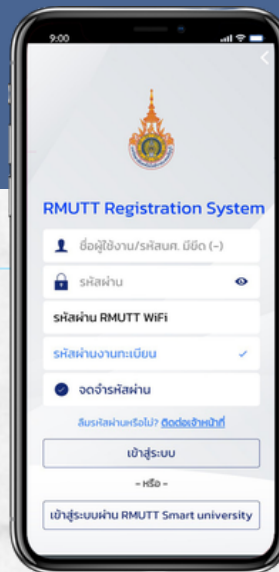 9:00
RMUTT Registration System
ชื่อผู้ใช้งาน/รหัสนศ. มีขีด (-)
รหัสผ่าน
รหัสผ่าน RMUTT WiFi
รหัสผ่านงานทะเบียน
จดจำรหัสผ่าน
ลืมรหัสผ่านหรือไม่? ติดต่อเจ้าหน้าที่
เข้าสู่ระบบ
- หรือ -
เข้าสู่ระบบผ่าน RMUTT Smart university